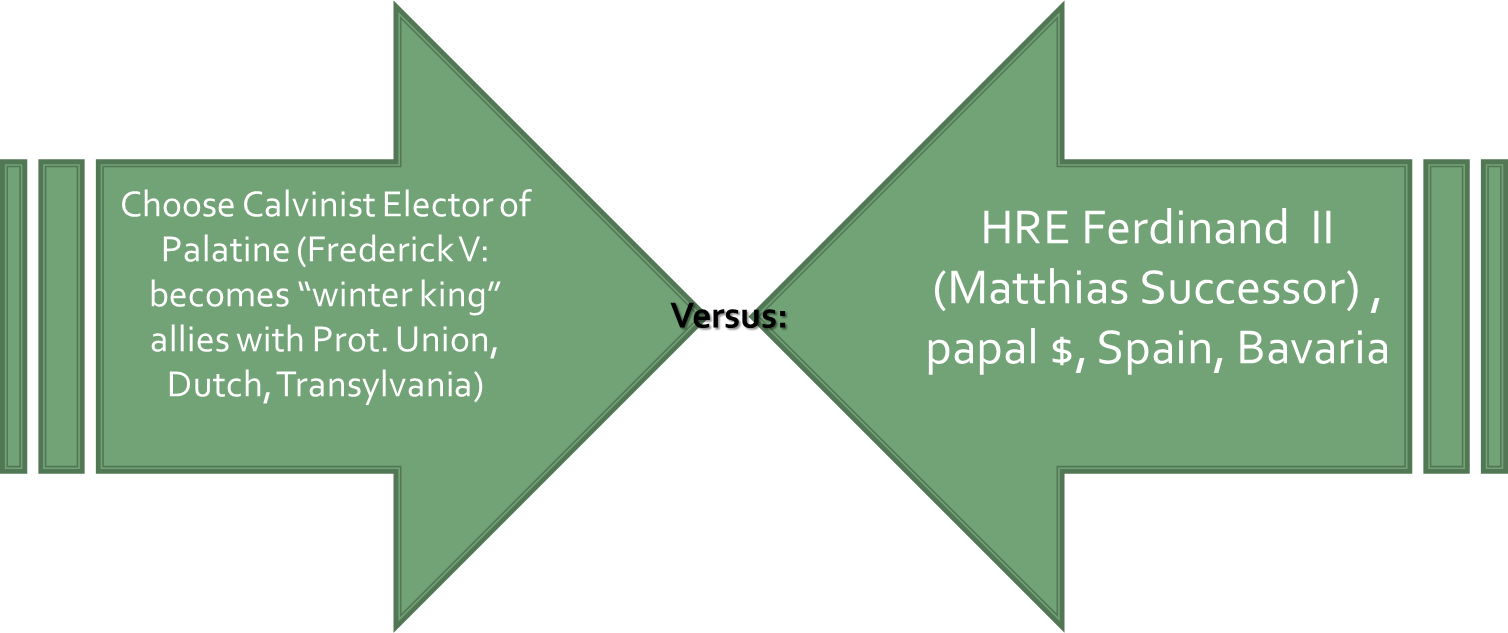 Choose Calvinist Elector of
Palatine (Frederick V:
becomes “winter king”
allies with Prot. Union,
Dutch, Transylvania)
Versus:
HRE Ferdinand  II
(Matthias Successor) ,
papal $, Spain, Bavaria